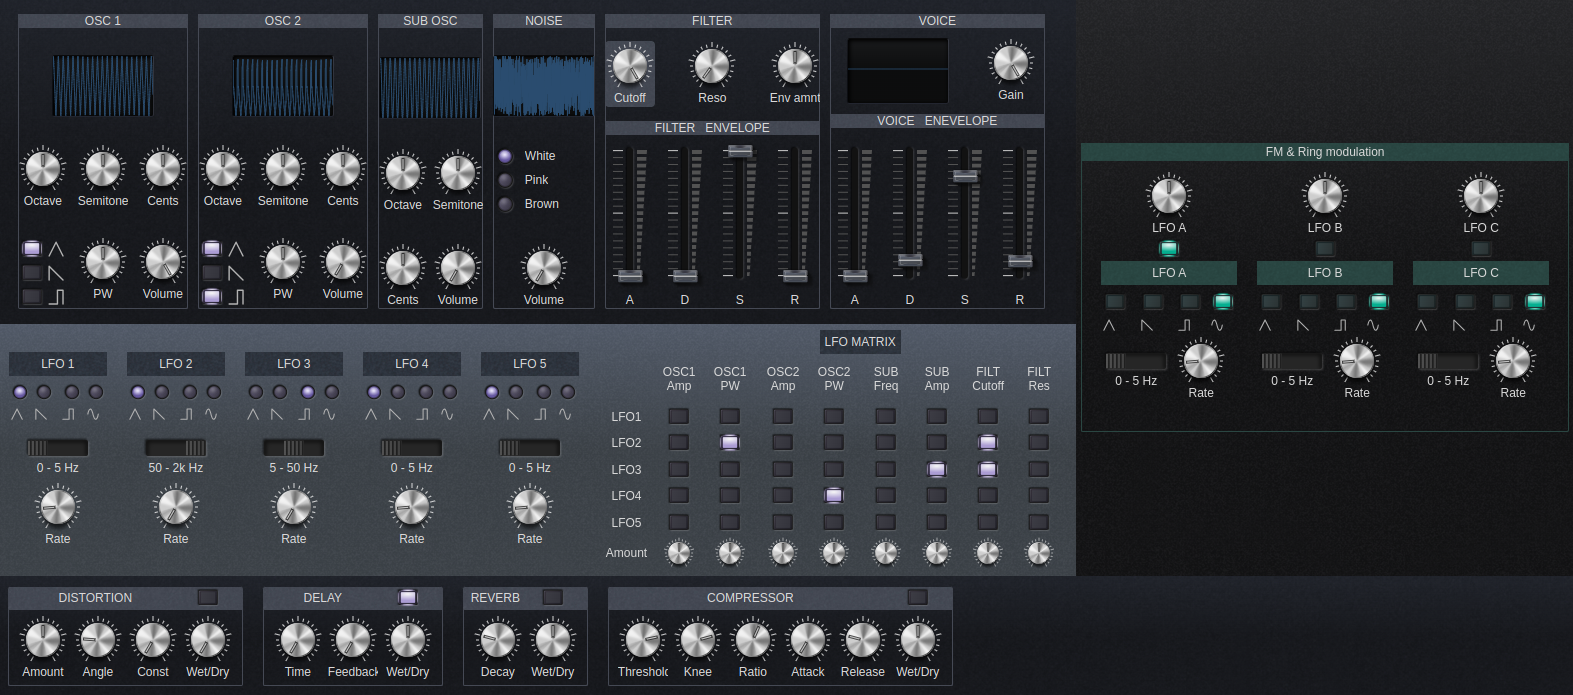 OSC 1
OSC 2
SUB OSC
NOISE
FILTER
VOICE
Cutoff
Reso
Env amnt
Gain
FILTER ENVELOPE
VOICE ENEVELOPE
White
Pink
Brown
Octave Semitone Cents
Octave Semitone Cents
Octave Semitone
PW Volume
PW Volume
Cents Volume
Volume
A D S R
A D S R
FM & Ring modulation
LFO A
LFO B
LFO C
LFO A
LFO B
LFO C
0 - 5 Hz
0 - 5 Hz
0 - 5 Hz
Rate
Rate
Rate
LFO 1
LFO 2
LFO 3
LFO 4
LFO 5
0 - 5 Hz
50 - 2k Hz
5 - 50 Hz
0 - 5 Hz
0 - 5 Hz
Rate
Rate
Rate
Rate
Rate
LFO MATRIX
OSC1 OSC1 OSC2 OSC2 SUB SUB FILT FILT
Amp PW Amp PW Freq Amp Cutoff Res
LFO1
LFO2
LFO3
LFO4
LFO5
Amount
DISTORTION
DELAY
REVERB
COMPRESSOR
Amount Angle Const Wet/Dry
Time Feedback Wet/Dry
Decay Wet/Dry
Threshold Knee Ratio Attack Release Wet/Dry